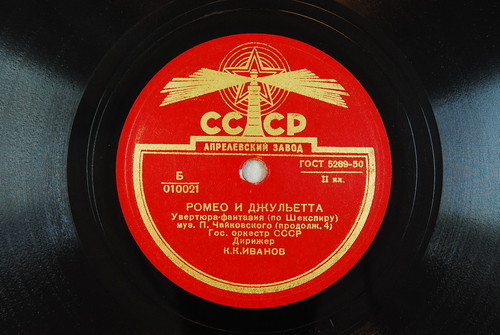 СССР
АПРЕЛЕВСКИЙ ЗАВОД
ГОСТ 5289-50
Б
010021
II кл.
РОМЕО И ДЖУЛЬЕТТА
Увертюра-фантазия (по Шекспиру)
муз. П. Чайковского (продолж. 4)
Гос. оркестр СССР
Дирижер
К.К.ИВАНОВ